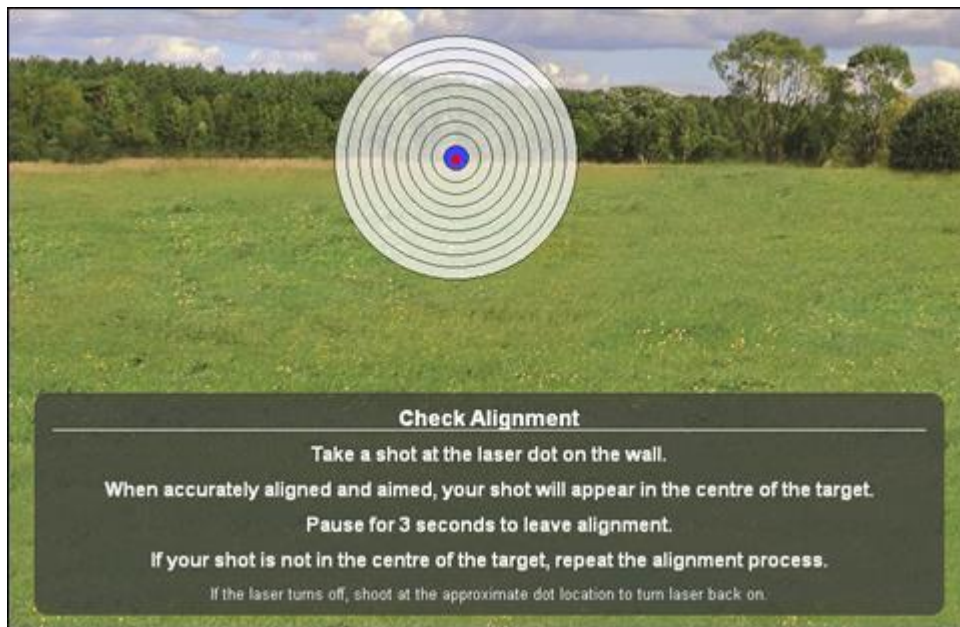 Check Alignment
Take a shot at the laser dot on the wall.
When accurately aligned and aimed, your shot will appear in the centre of the target.
Pause for 3 seconds to leave alignment.
If your shot is not in the centre of the target, repeat the alignment process.
If the laser turns off, shoot at the approximate dot location to turn laser back on.